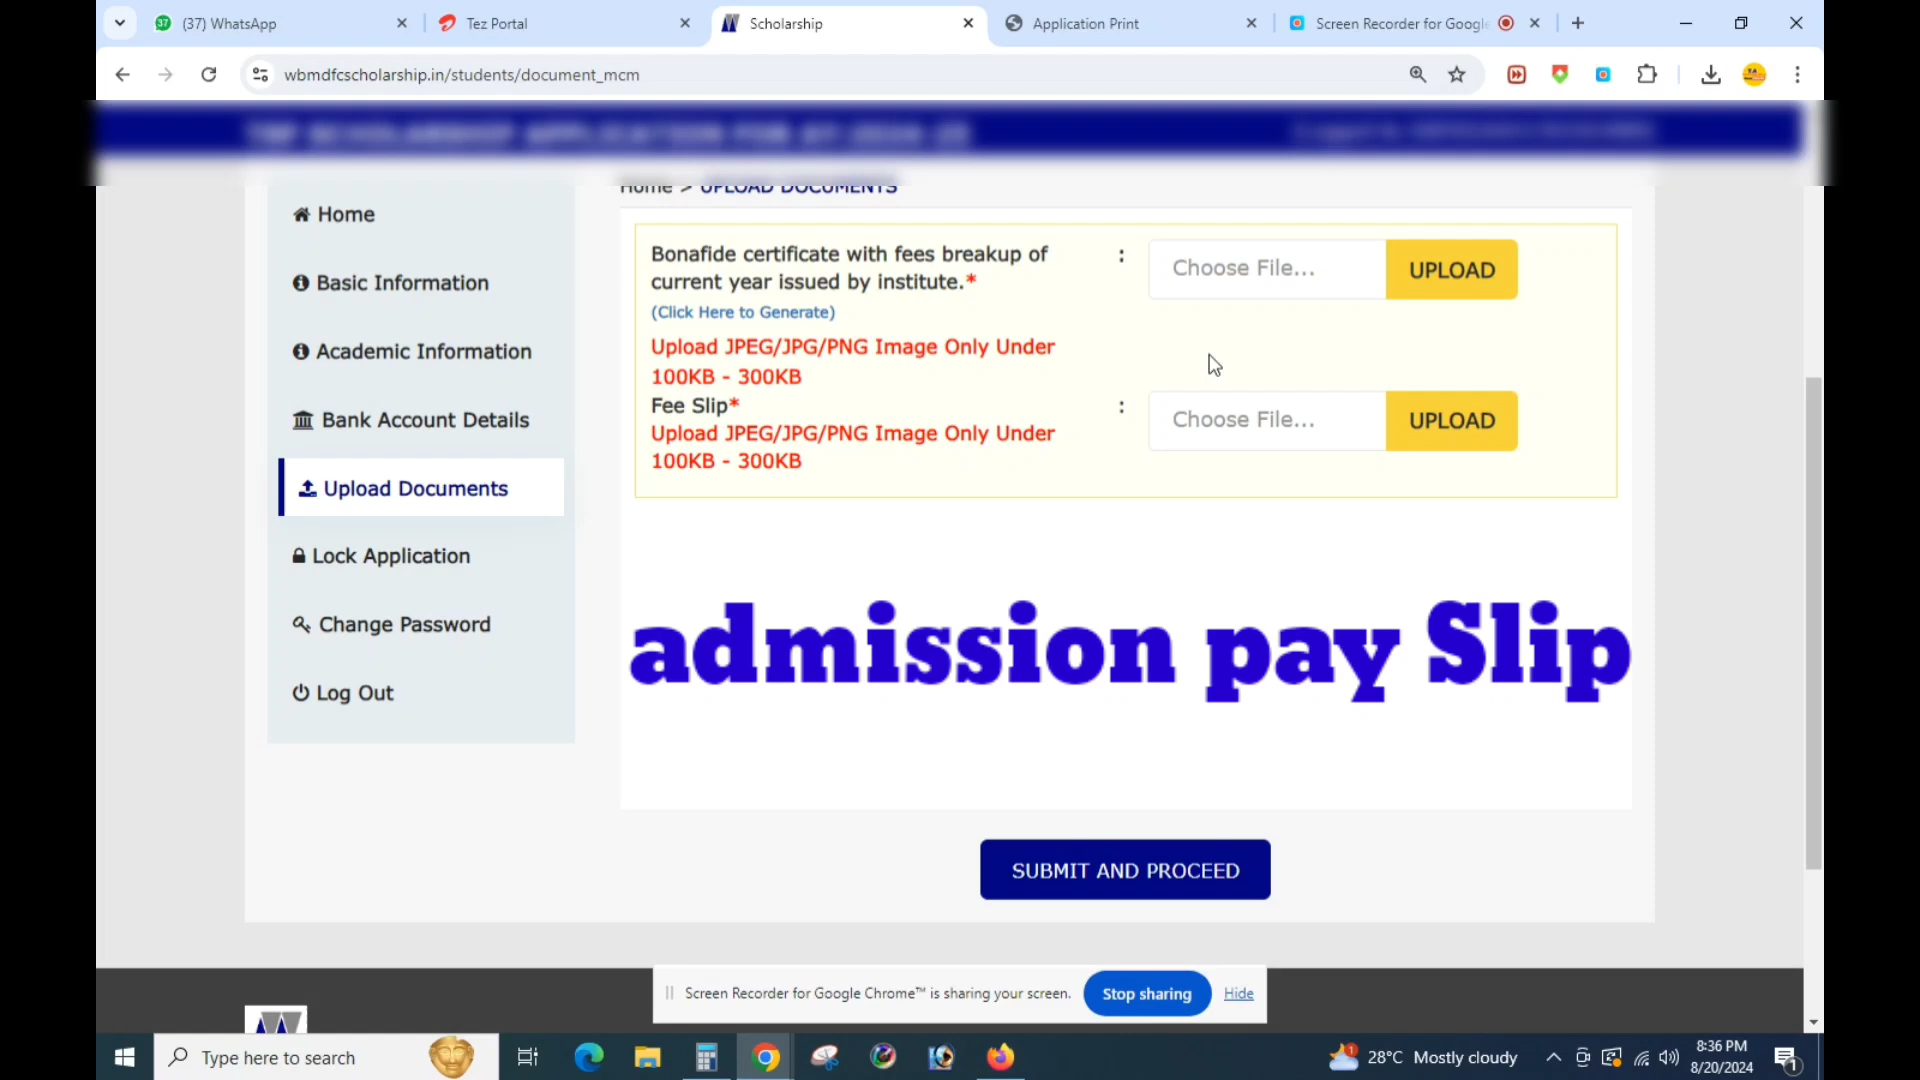 (37) WhatsApp
Tez Portal
Scholarship
Application Print
Screen Recorder for Google
wbmdfcscholarship.in/students/document_mcm
Home > UPLOAD DOCUMENTS
Home
Basic Information
Academic Information
Bank Account Details
Upload Documents
Lock Application
Change Password
Log Out
Bonafide certificate with fees breakup of : Choose File... UPLOAD
current year issued by institute.*
(Click Here to Generate)
Upload JPEG/JPG/PNG Image Only Under
100KB - 300KB
Fee Slip* : Choose File... UPLOAD
Upload JPEG/JPG/PNG Image Only Under
100KB - 300KB
admission pay Slip
SUBMIT AND PROCEED
Screen Recorder for Google Chrome™ is sharing your screen. Stop sharing Hide
Type here to search
28°C Mostly cloudy
8:36 PM
8/20/2024
1